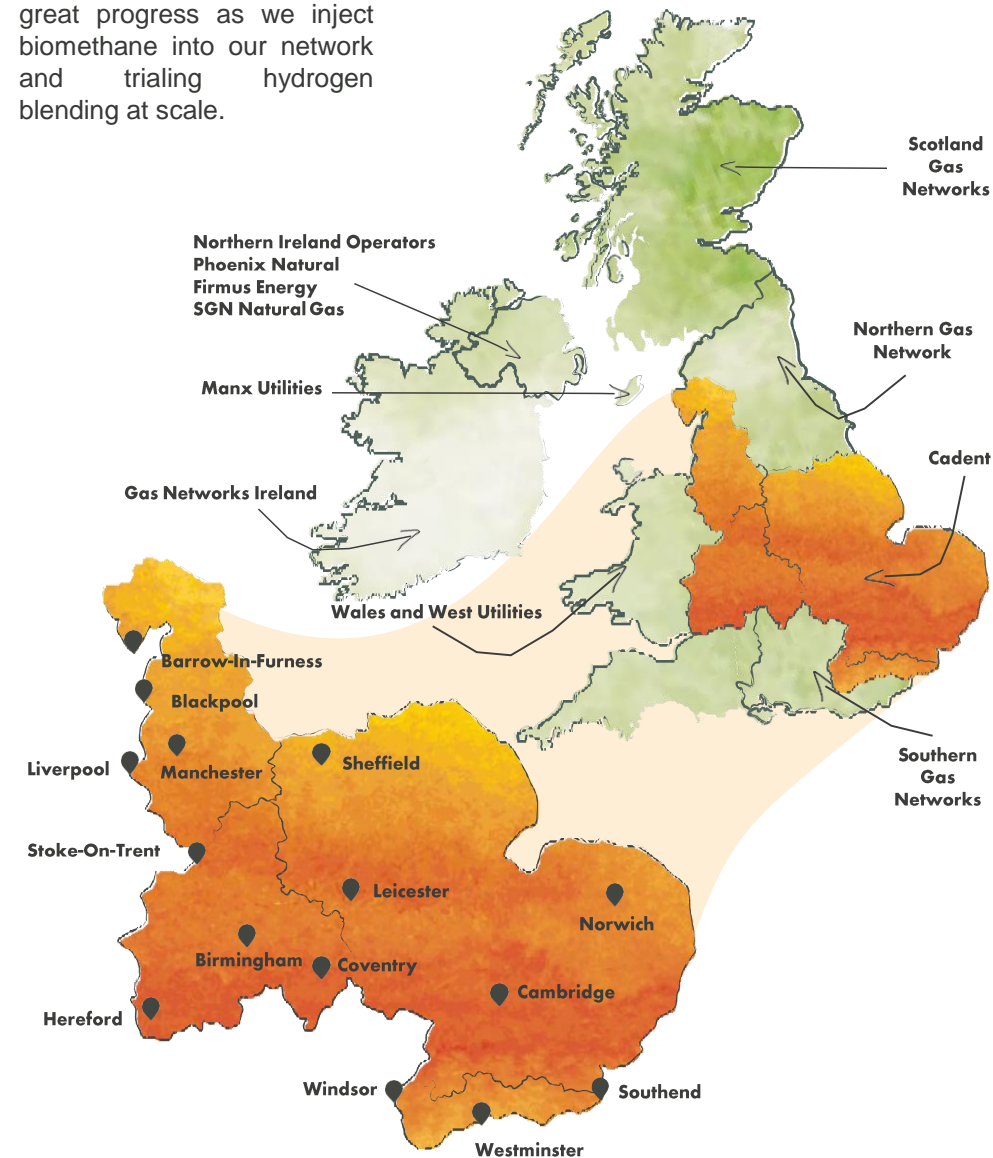 great progress as we inject
biomethane into our network
and trialing hydrogen
blending at scale.
Scotland
Gas
Networks
Northern Ireland Operators
Phoenix Natural
Firmus Energy
SGN Natural Gas
Northern Gas
Network
Manx Utilities
Cadent
Gas Networks Ireland
Wales and West Utilities
Barrow-In-Furness
Blackpool
Liverpool
Manchester
Sheffield
Southern
Gas
Networks
Stoke-On-Trent
Leicester
Norwich
Birmingham
Coventry
Cambridge
Hereford
Windsor
Southend
Westminster